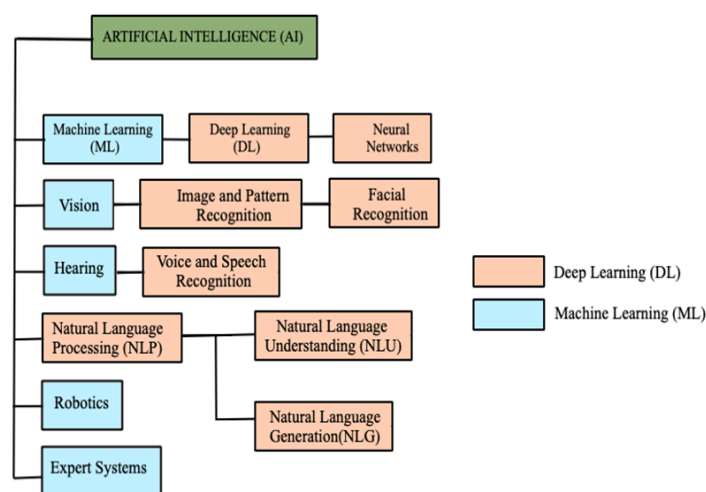 ARTIFICIAL INTELLIGENCE (AI)
Machine Learning
(ML)
Deep Learning
(DL)
Neural
Networks
Vision
Image and Pattern
Recognition
Facial
Recognition
Hearing
Voice and Speech
Recognition
Deep Learning (DL)
Machine Learning (ML)
Natural Language
Processing (NLP)
Natural Language
Understanding (NLU)
Natural Language
Generation(NLG)
Robotics
Expert Systems